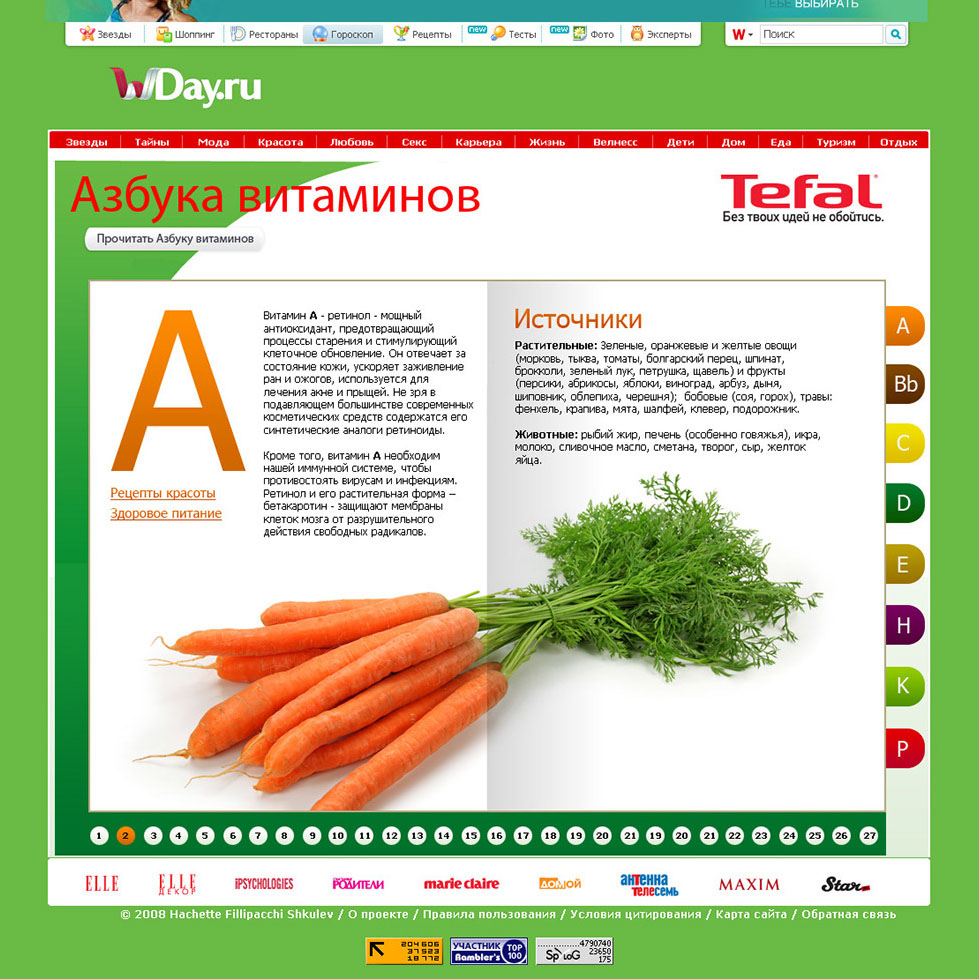 ТЕБЕ ВЫБИРАТЬ
Звезды Шоппинг Рестораны Гороскоп Рецепты new Тесты new Фото Эксперты W Поиск
WDay.ru
Звезды Тайны Мода Красота Любовь Секс Карьера Жизнь Велнесс Дети Дом Еда Туризм Отдых
Азбука витаминов
Tefal
Без твоих идей не обойтись.
Прочитать Азбуку витаминов
A
Рецепты красоты
Здоровое питание
Витамин А - ретинол - мощный
антиоксидант, предотвращающий
процессы старения и стимулирующий
клеточное обновление. Он отвечает за
состояние кожи, ускоряет заживление
ран и ожогов, используется для
лечения акне и прыщей. Не зря в
подавляющем большинстве современных
косметических средств содержатся его
синтетические аналоги ретиноиды.
Кроме того, витамин А необходим
нашей иммунной системе, чтобы
противостоять вирусам и инфекциям.
Ретинол и его растительная форма –
бетакаротин - защищают мембраны
клеток мозга от разрушительного
действия свободных радикалов.
Источники
Растительные: Зеленые, оранжевые и желтые овощи
(морковь, тыква, томаты, болгарский перец, шпинат,
брокколи, зеленый лук, петрушка, щавель) и фрукты
(персики, абрикосы, яблоки, виноград, арбуз, дыня,
шиповник, облепиха, черешня); бобовые (соя, горох), травы:
фенхель, крапива, мята, шалфей, клевер, подорожник.
Животные: рыбий жир, печень (особенно говяжья), икра,
молоко, сливочное масло, сметана, творог, сыр, желток
яйца.
A
Bb
C
D
E
H
K
P
1 2 3 4 5 6 7 8 9 10 11 12 13 14 15 16 17 18 19 20 21 19 20 21 22 23 24 25 26 27
ELLE ELLE ДЕКОР PSYCHOLOGIES РОДИТЕЛИ marie claire ДОМОЙ антенна телесемь MAXIM Star
© 2008 Hachette Fillipacchi Shkulev / О проекте / Правила пользования / Условия цитирования / Карта сайта / Обратная связь
204 606
37 523
18 772
УЧАСТНИК
Rambler's
TOP 100
SpyLOG
4790740
23650
175